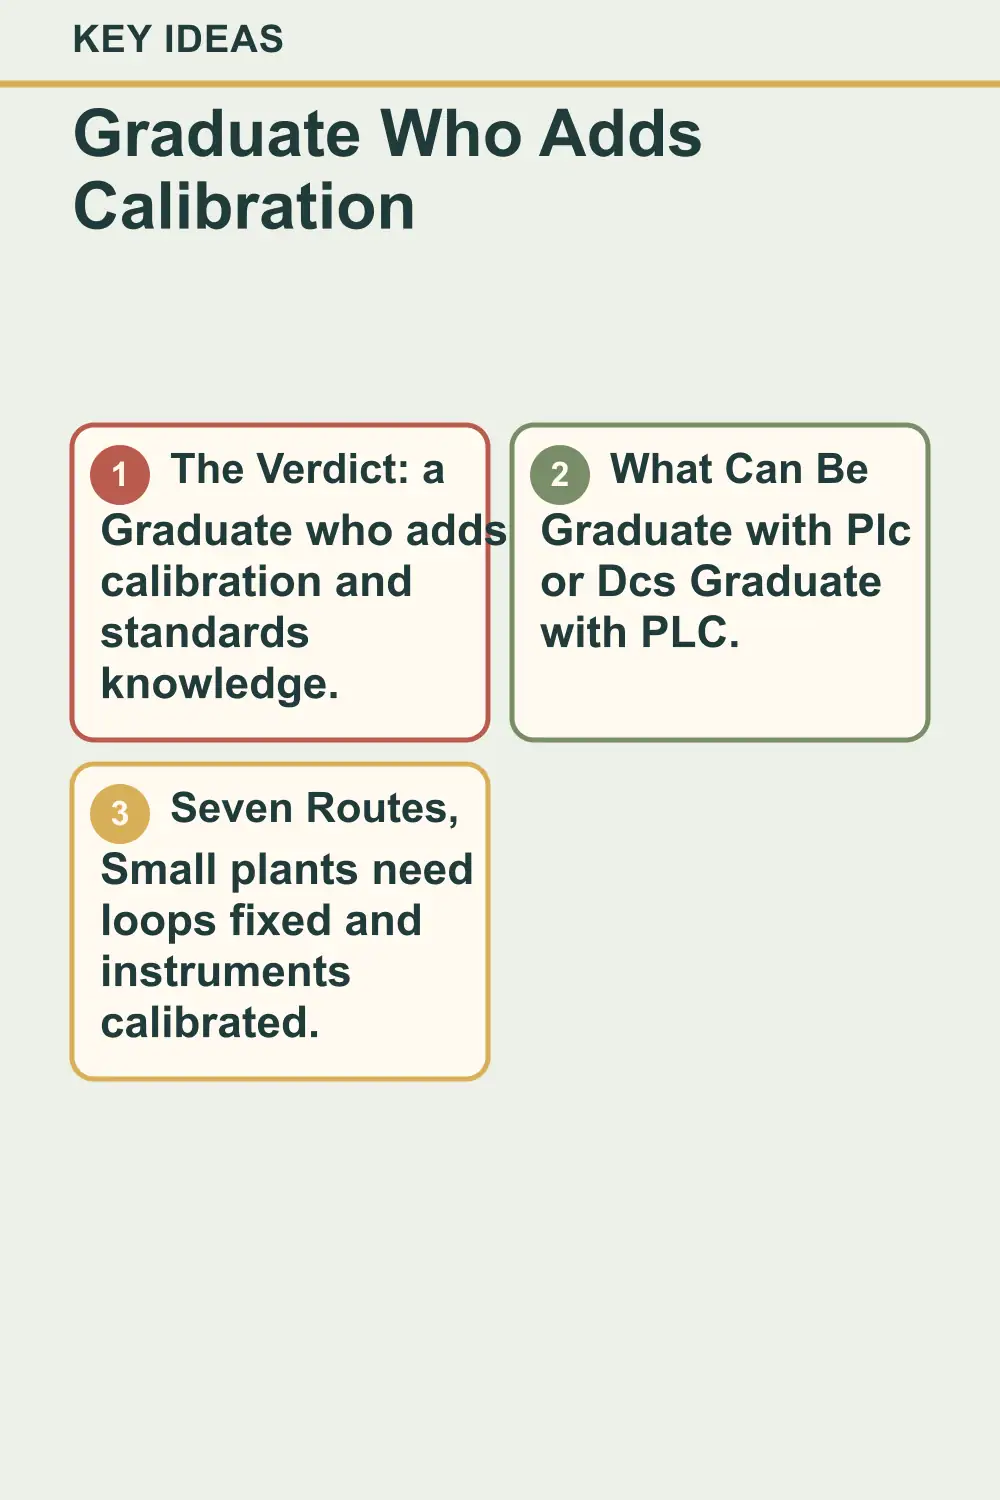 KEY IDEAS
Graduate Who Adds
Calibration
1 The Verdict: a
Graduate who adds
calibration and
standards
knowledge.
2 What Can Be
Graduate with Plc
or Dcs Graduate
with PLC.
3 Seven Routes,
Small plants need
loops fixed and
instruments
calibrated.